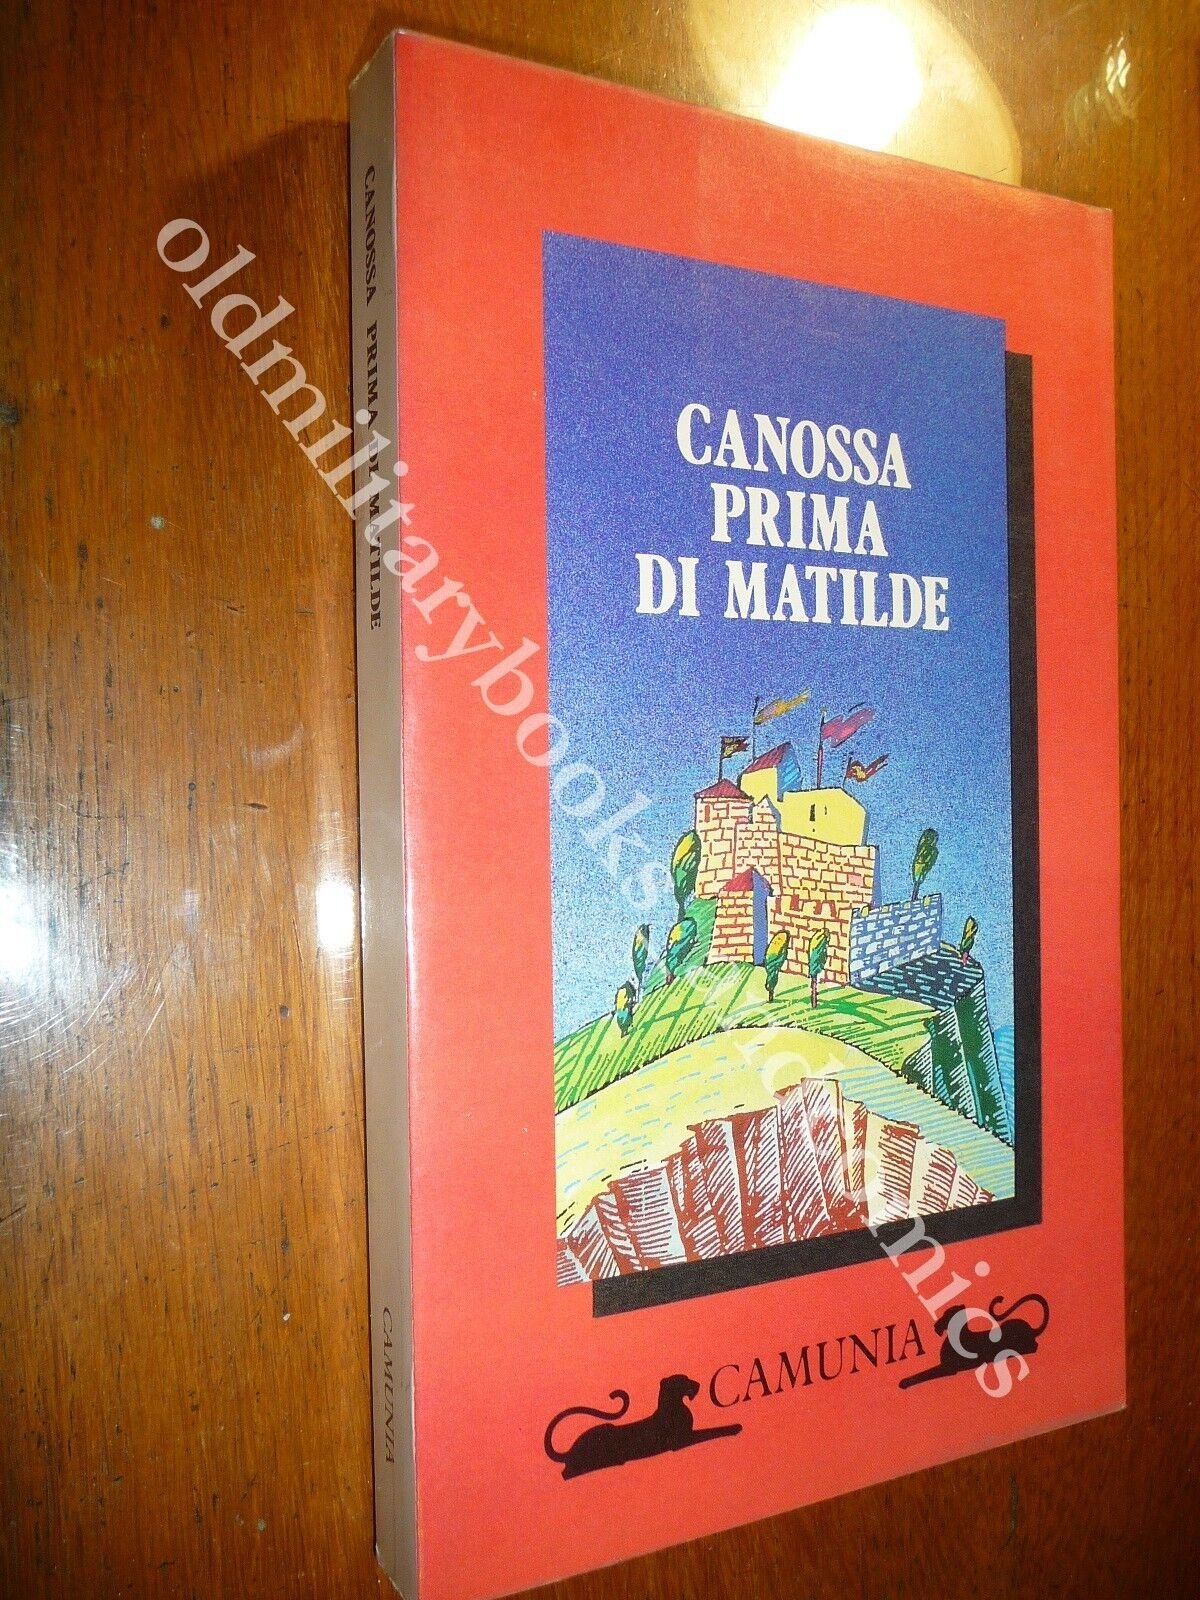 CANOSSA PRIMA DI MATILDE
CAMUNIA
CANOSSA
PRIMA
DI MATILDE
CAMUNIA
oldmilitarybooksandcomics